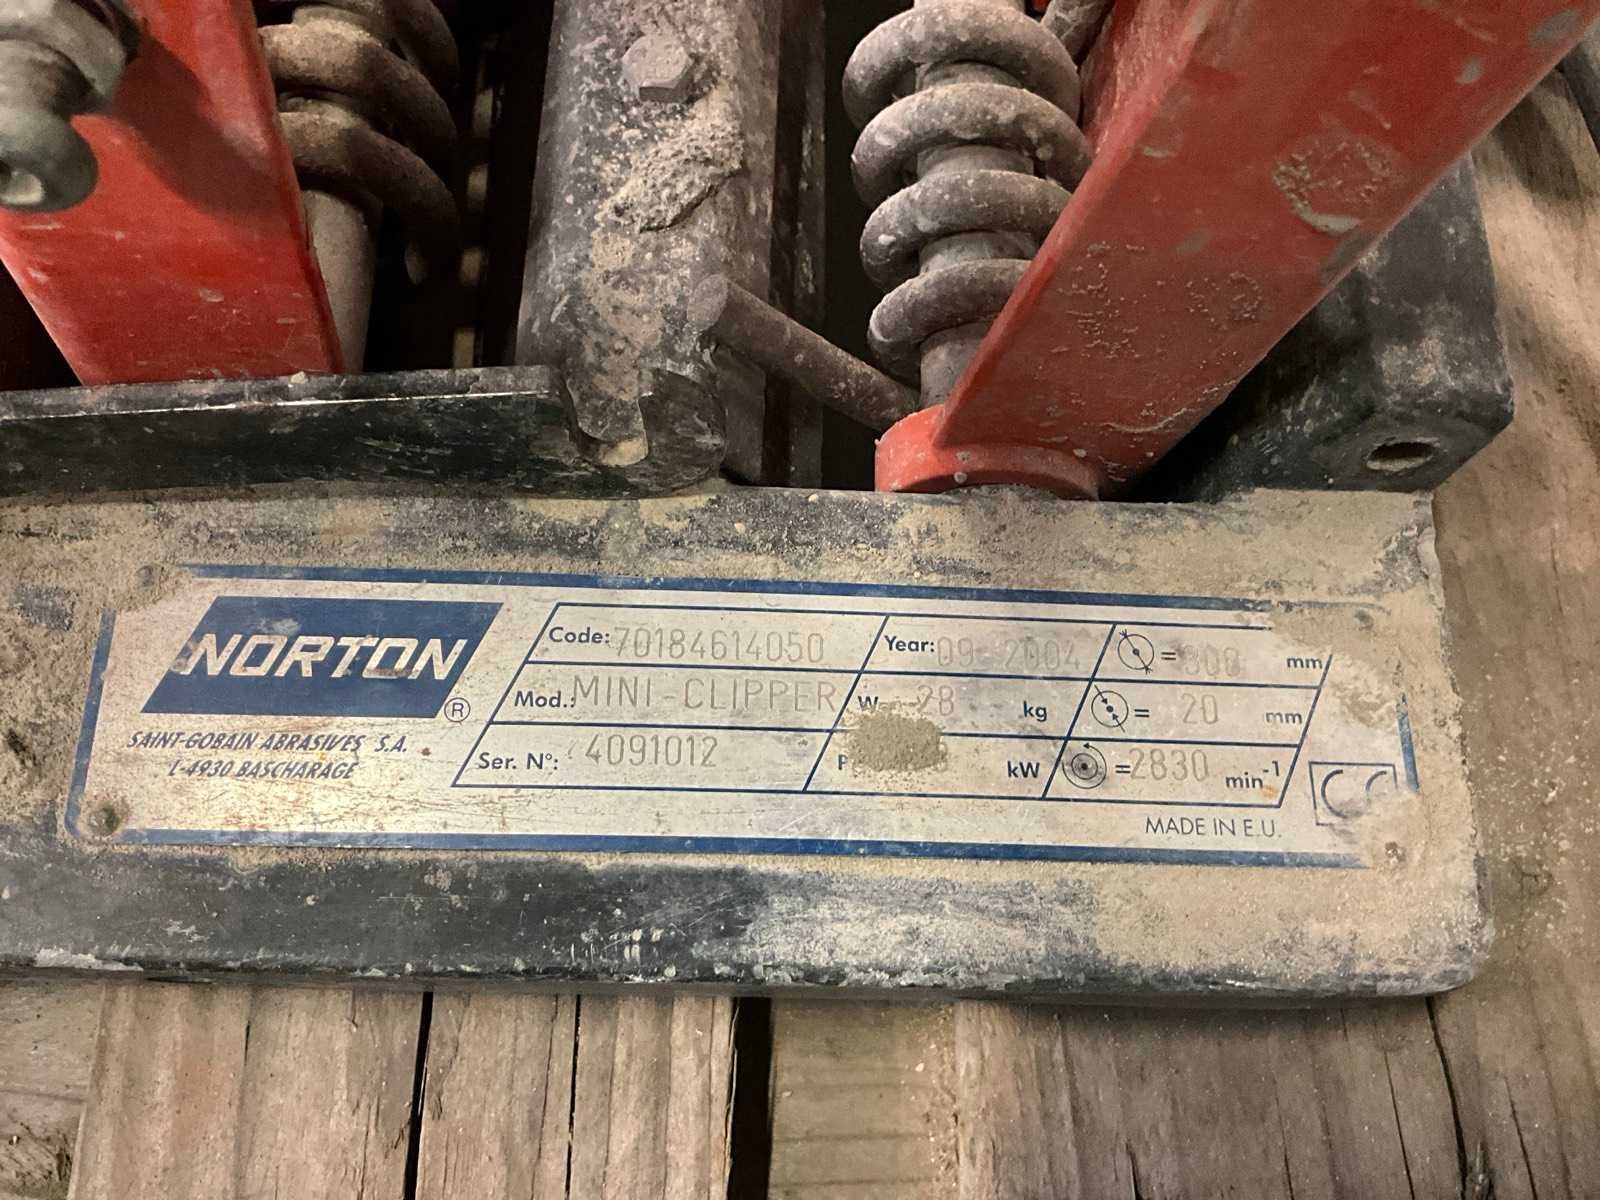 NORTON
®
SAINT-GOBAIN ABRASIVES S.A.
L-4930 BASCHARAGE
Code: 70184614050
Year: 09-2004
= mm
Mod.: MINI-CLIPPER
W 28 kg
= 20 mm
Ser. N°: 4091012
P kW
=2830 min-1
CE
MADE IN E.U.